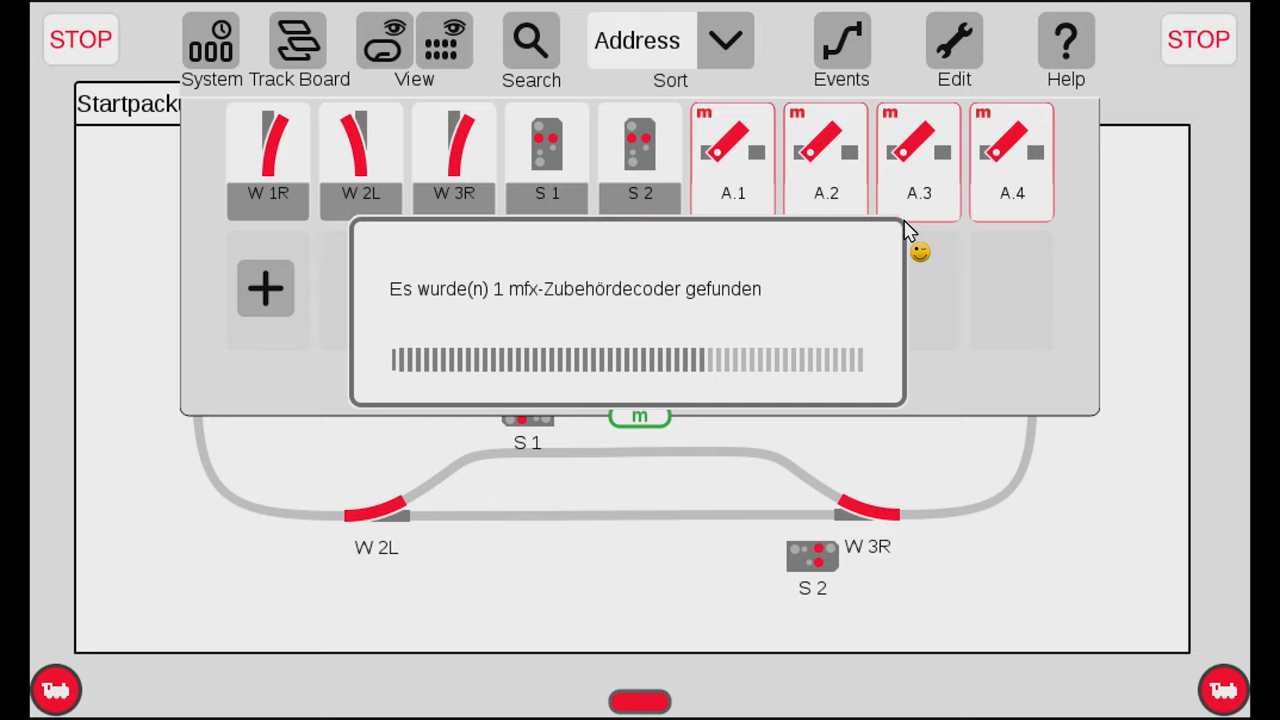 STOP
Address
STOP
System Track Board
View
Search
Sort
Events
Edit
Help
m m m m
W 1R W 2L W 3R S 1 S 2 A.1 A.2 A.3 A.4
Es wurde(n) 1 mfx-Zubehördecoder gefunden
m
S 1
W 2L
W 3R
S 2